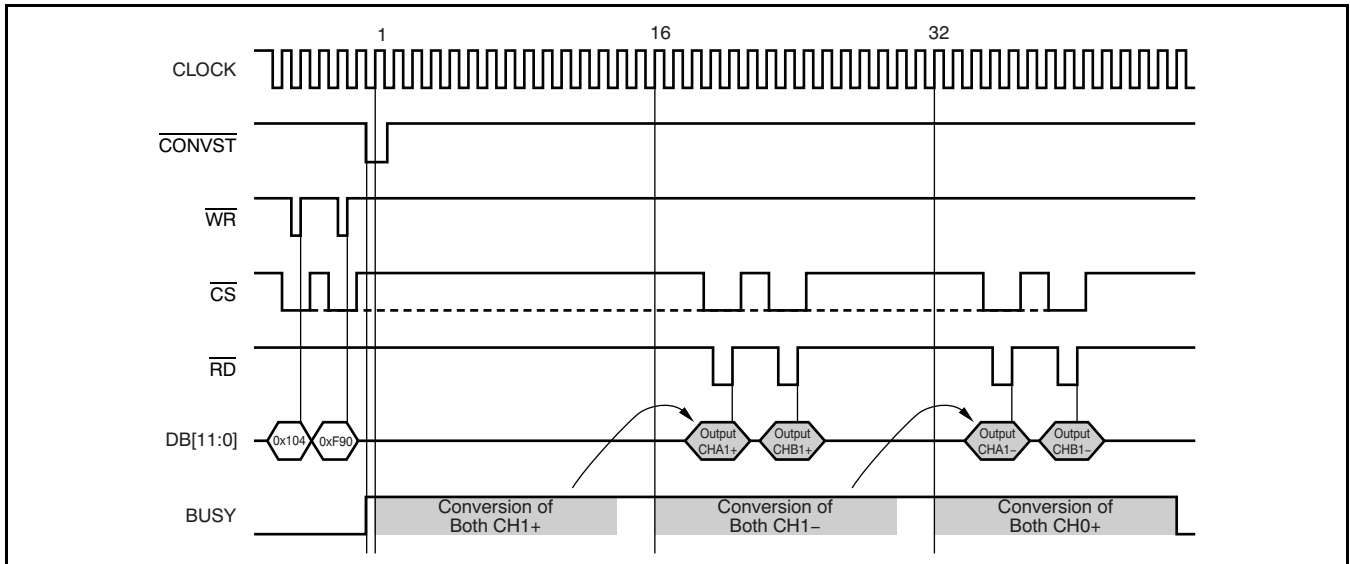 1 16 32
CLOCK
CONVST
WR
CS
RD
DB[11:0] 0x104 0xF90 Output CHA1+ Output CHB1+ Output CHA1− Output CHB1−
BUSY Conversion of Both CH1+ Conversion of Both CH1− Conversion of Both CH0+